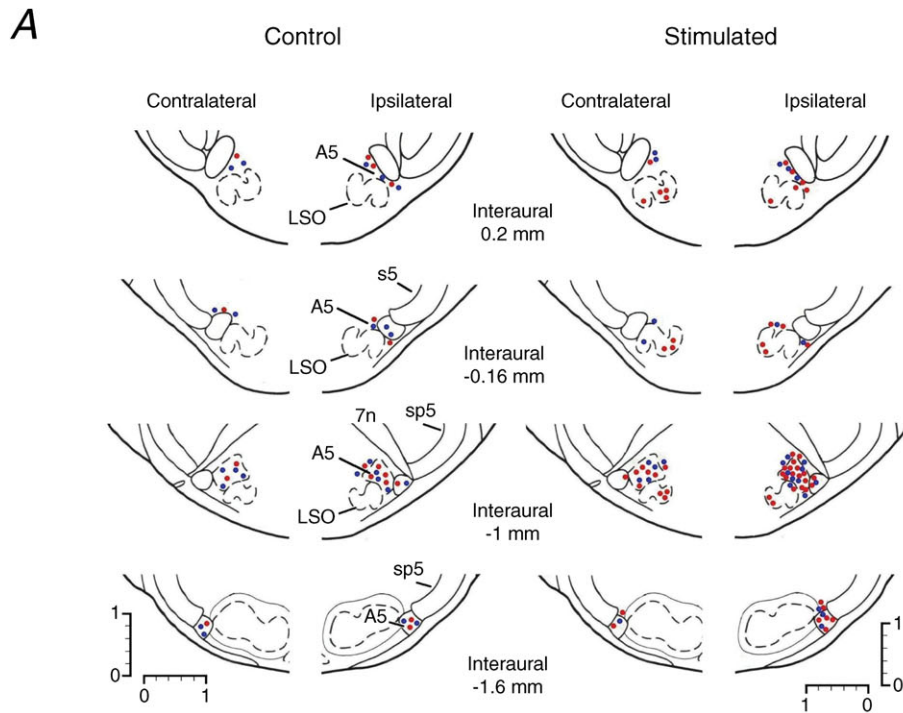 A
Control
Stimulated
Contralateral
Ipsilateral
Contralateral
Ipsilateral
A5
LSO
Interaural
0.2 mm
s5
A5
LSO
Interaural
-0.16 mm
7n
sp5
A5
LSO
Interaural
-1 mm
sp5
A5
Interaural
-1.6 mm
1
0
0
1
1
0
1
0